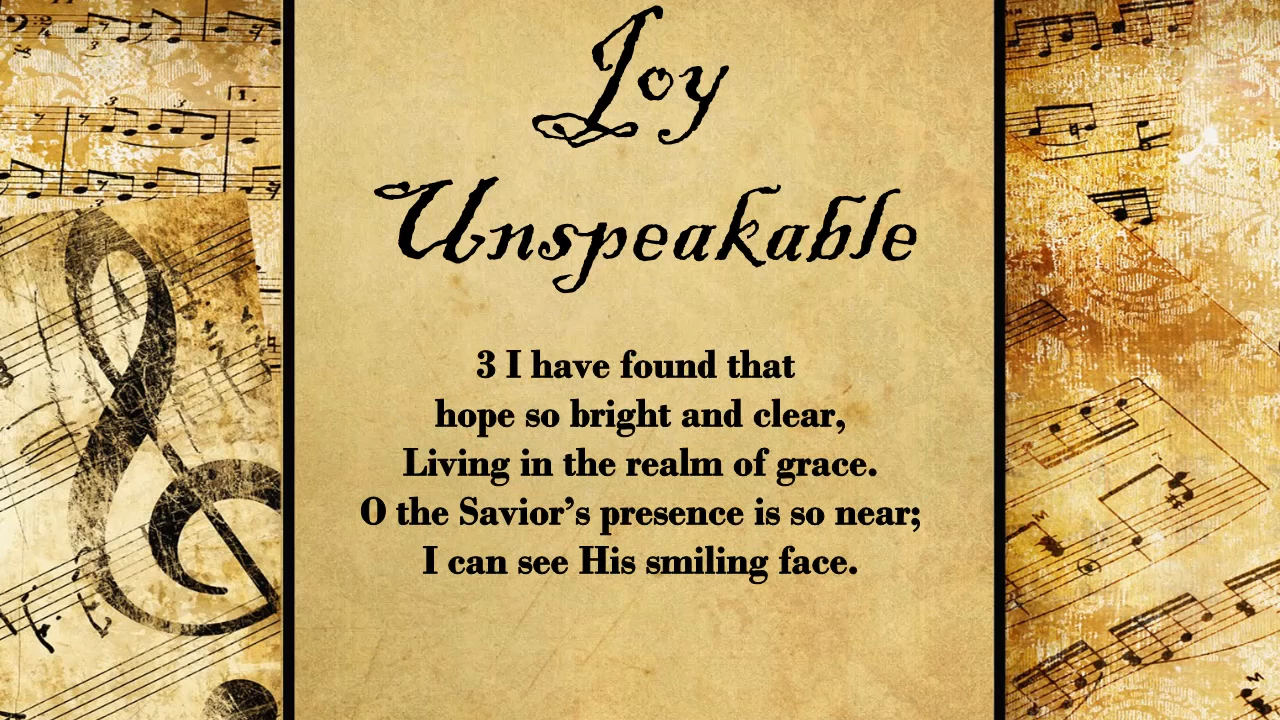 Joy
Unspeakable
3 I have found that
hope so bright and clear,
Living in the realm of grace.
O the Savior’s presence is so near;
I can see His smiling face.